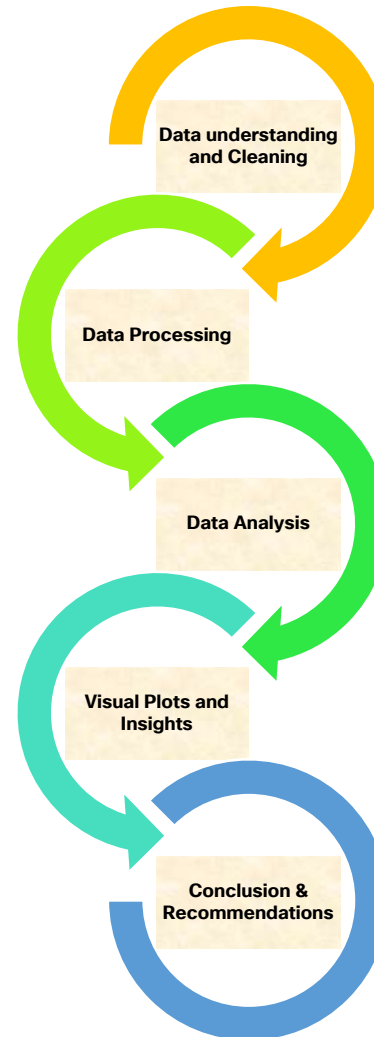 Data understanding
and Cleaning
Data Processing
Data Analysis
Visual Plots and
Insights
Conclusion &
Recommendations